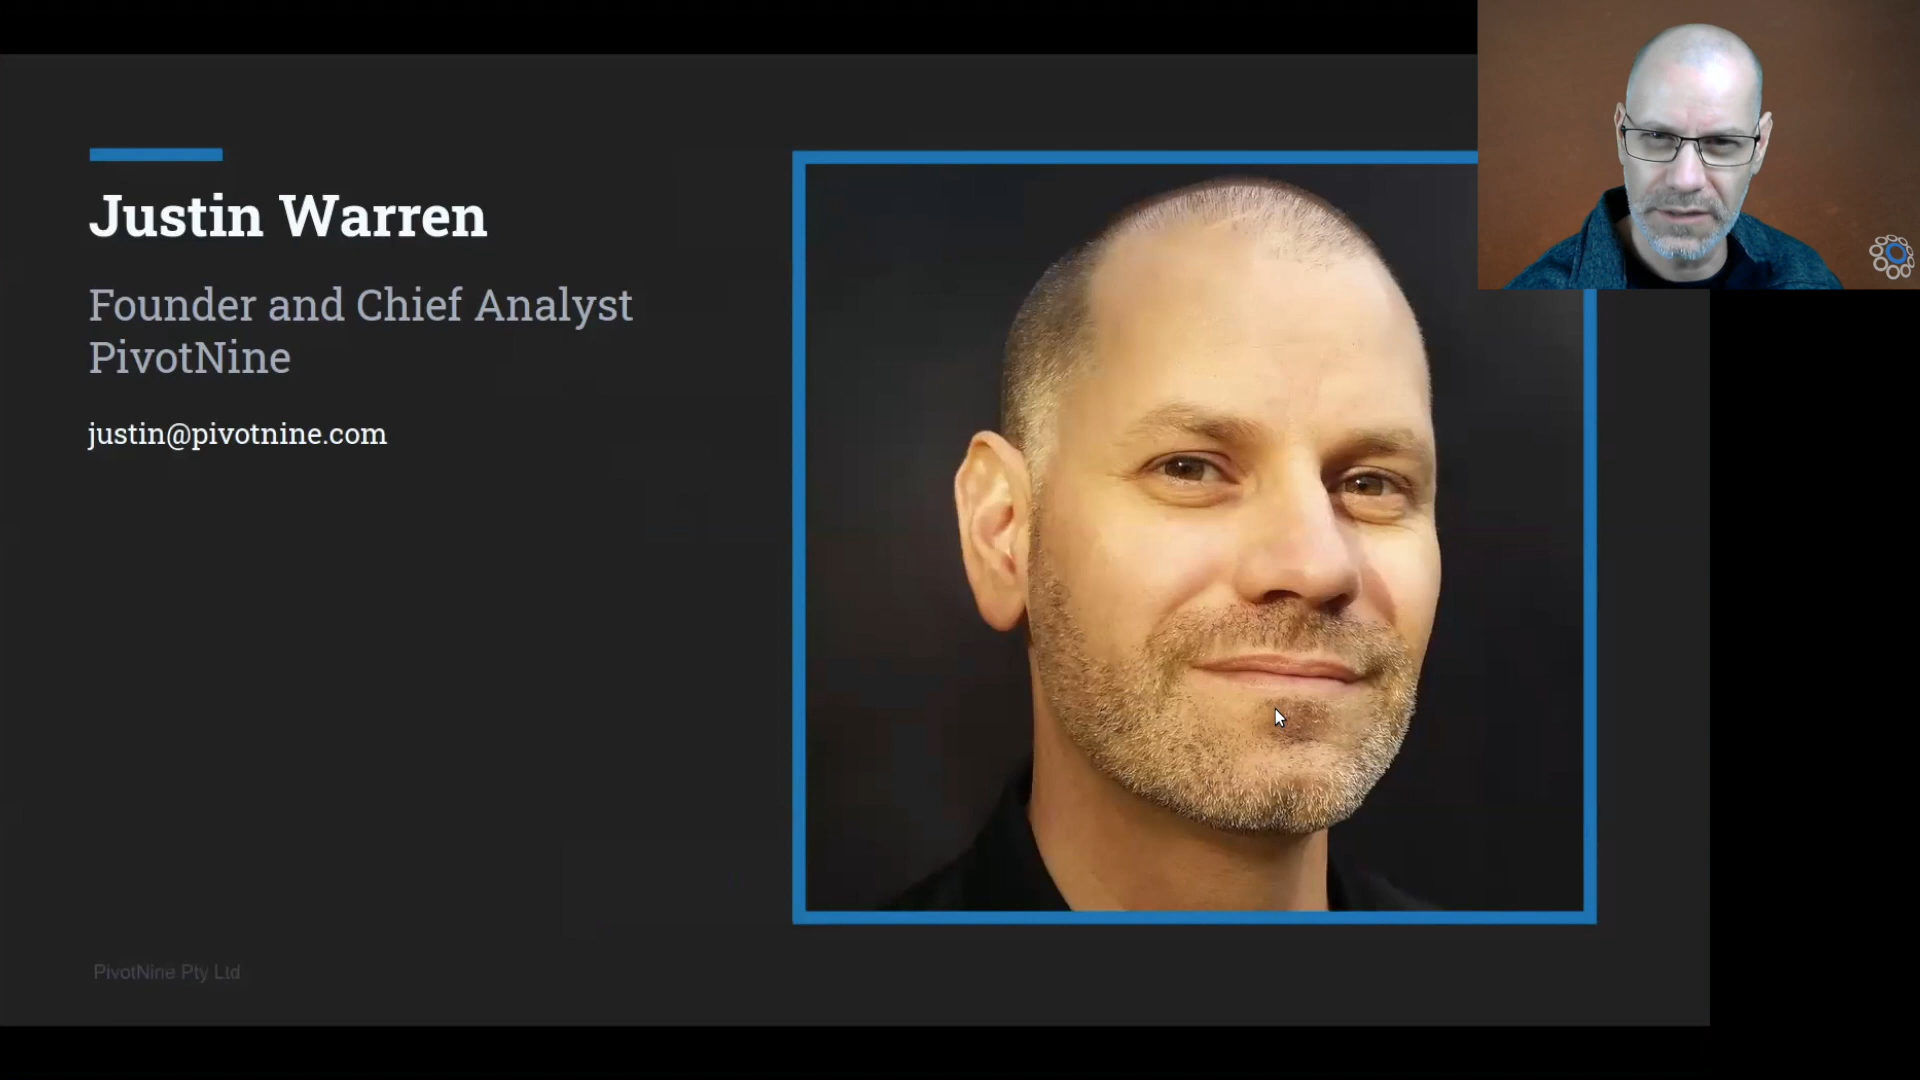 Justin Warren
Founder and Chief Analyst
PivotNine
justin@pivotnine.com
PivotNine Pty Ltd